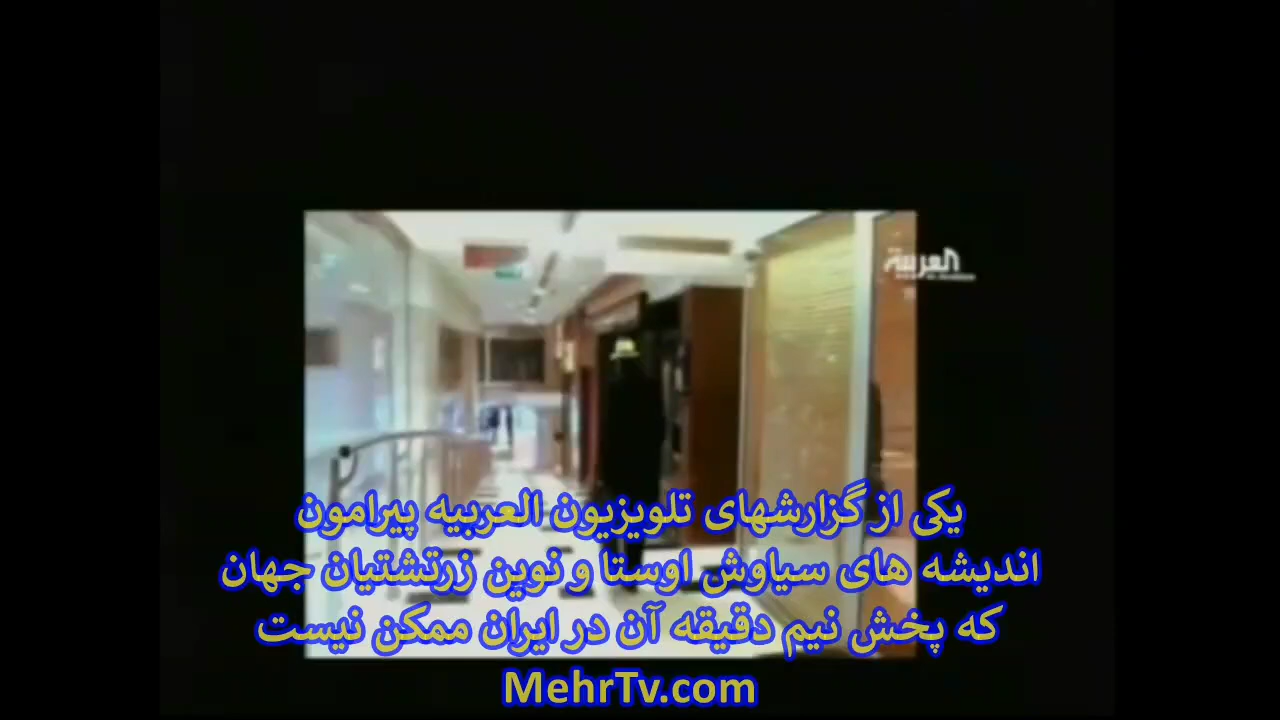 العربية
یکی از گزارشهای تلویزیون العربیه پیرامون
اندیشه های سیاوش اوستا و نوین زرتشتیان جهان
که پخش نیم دقیقه آن در ایران ممکن نیست
MehrTv.com